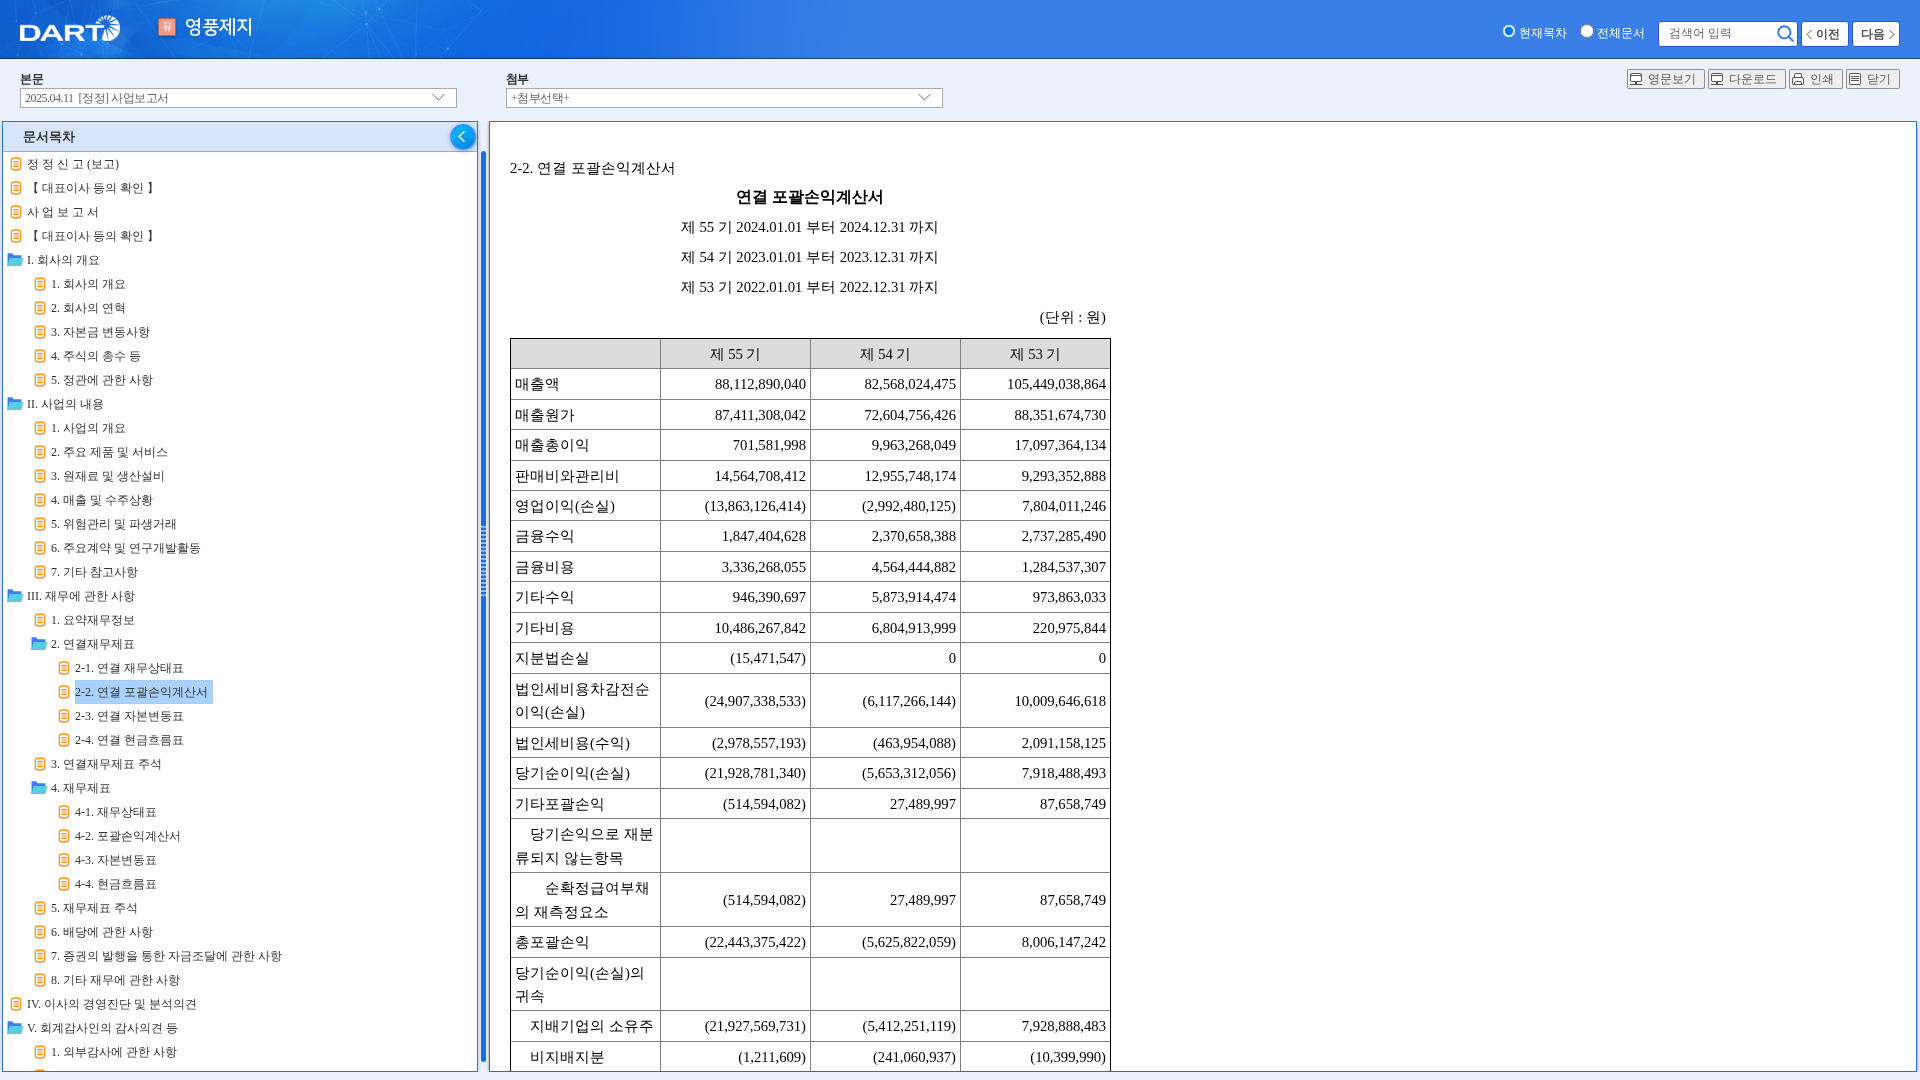 DART
유 영풍제지
현재목차 전체문서 검색어 입력 이전 다음
본문
2025.04.11 [정정] 사업보고서
첨부
+첨부선택+
영문보기 다운로드 인쇄 닫기
문서목차
정 정 신 고 (보고)
【 대표이사 등의 확인 】
사 업 보 고 서
【 대표이사 등의 확인 】
I. 회사의 개요
1. 회사의 개요
2. 회사의 연혁
3. 자본금 변동사항
4. 주식의 총수 등
5. 정관에 관한 사항
II. 사업의 내용
1. 사업의 개요
2. 주요 제품 및 서비스
3. 원재료 및 생산설비
4. 매출 및 수주상황
5. 위험관리 및 파생거래
6. 주요계약 및 연구개발활동
7. 기타 참고사항
III. 재무에 관한 사항
1. 요약재무정보
2. 연결재무제표
2-1. 연결 재무상태표
2-2. 연결 포괄손익계산서
2-3. 연결 자본변동표
2-4. 연결 현금흐름표
3. 연결재무제표 주석
4. 재무제표
4-1. 재무상태표
4-2. 포괄손익계산서
4-3. 자본변동표
4-4. 현금흐름표
5. 재무제표 주석
6. 배당에 관한 사항
7. 증권의 발행을 통한 자금조달에 관한 사항
8. 기타 재무에 관한 사항
IV. 이사의 경영진단 및 분석의견
V. 회계감사인의 감사의견 등
1. 외부감사에 관한 사항
2-2. 연결 포괄손익계산서
연결 포괄손익계산서
제 55 기 2024.01.01 부터 2024.12.31 까지
제 54 기 2023.01.01 부터 2023.12.31 까지
제 53 기 2022.01.01 부터 2022.12.31 까지
(단위 : 원)
제 55 기 제 54 기 제 53 기
매출액 88,112,890,040 82,568,024,475 105,449,038,864
매출원가 87,411,308,042 72,604,756,426 88,351,674,730
매출총이익 701,581,998 9,963,268,049 17,097,364,134
판매비와관리비 14,564,708,412 12,955,748,174 9,293,352,888
영업이익(손실) (13,863,126,414) (2,992,480,125) 7,804,011,246
금융수익 1,847,404,628 2,370,658,388 2,737,285,490
금융비용 3,336,268,055 4,564,444,882 1,284,537,307
기타수익 946,390,697 5,873,914,474 973,863,033
기타비용 10,486,267,842 6,804,913,999 220,975,844
지분법손실 (15,471,547) 0 0
법인세비용차감전순
이익(손실) (24,907,338,533) (6,117,266,144) 10,009,646,618
법인세비용(수익) (2,978,557,193) (463,954,088) 2,091,158,125
당기순이익(손실) (21,928,781,340) (5,653,312,056) 7,918,488,493
기타포괄손익 (514,594,082) 27,489,997 87,658,749
당기손익으로 재분
류되지 않는항목
순확정급여부채
의 재측정요소 (514,594,082) 27,489,997 87,658,749
총포괄손익 (22,443,375,422) (5,625,822,059) 8,006,147,242
당기순이익(손실)의
귀속
지배기업의 소유주 (21,927,569,731) (5,412,251,119) 7,928,888,483
비지배지분 (1,211,609) (241,060,937) (10,399,990)